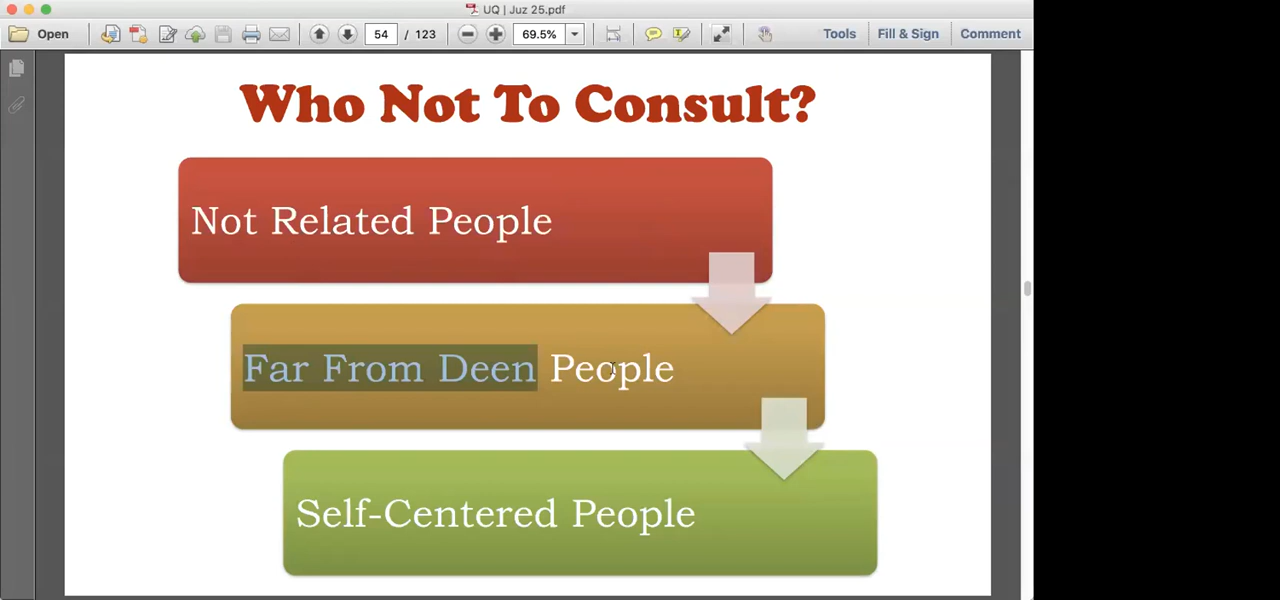 UQ | Juz 25.pdf
Open 54 / 123 69.5% Tools Fill & Sign Comment
Who Not To Consult?
Not Related People
Far From Deen People
Self-Centered People